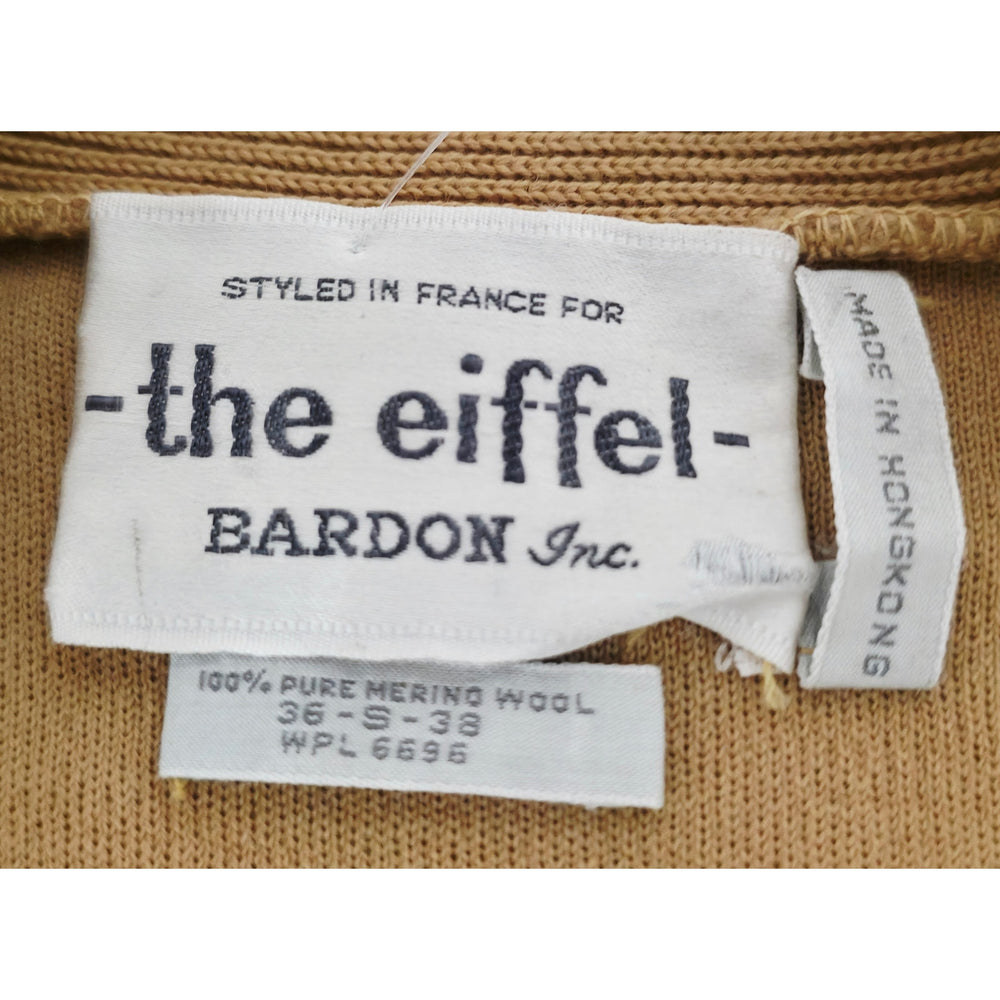 STYLED IN FRANCE FOR
-the eiffel-
BARDON Inc.
MADE IN HONGKONG
100% PURE MERINO WOOL
36-S-38
WPL 6696